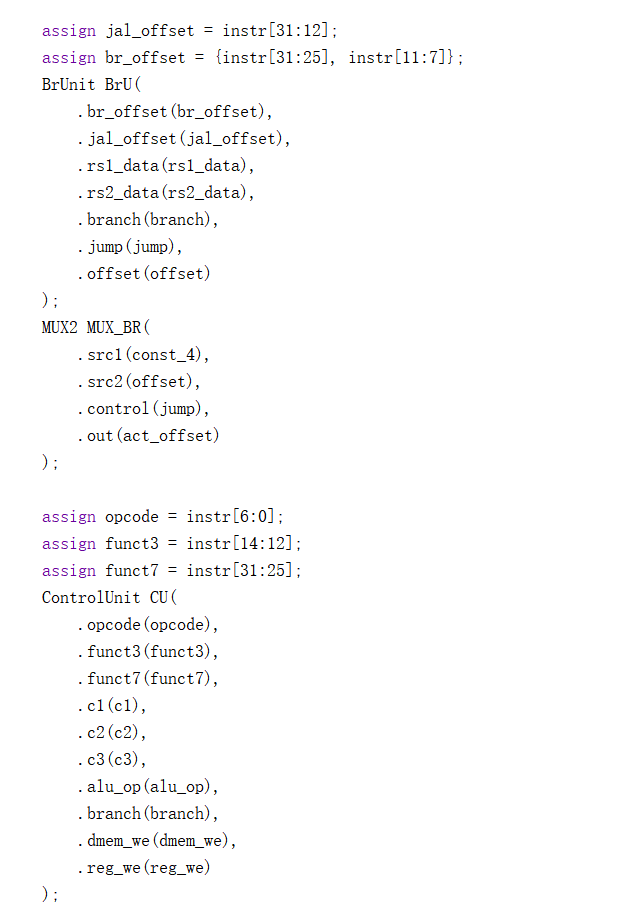 assign jal_offset = instr[31:12];
assign br_offset = {instr[31:25], instr[11:7]};
BrUnit BrU(
    .br_offset(br_offset),
    .jal_offset(jal_offset),
    .rs1_data(rs1_data),
    .rs2_data(rs2_data),
    .branch(branch),
    .jump(jump),
    .offset(offset)
);
MUX2 MUX_BR(
    .src1(const_4),
    .src2(offset),
    .control(jump),
    .out(act_offset)
);

assign opcode = instr[6:0];
assign funct3 = instr[14:12];
assign funct7 = instr[31:25];
ControlUnit CU(
    .opcode(opcode),
    .funct3(funct3),
    .funct7(funct7),
    .c1(c1),
    .c2(c2),
    .c3(c3),
    .alu_op(alu_op),
    .branch(branch),
    .dmem_we(dmem_we),
    .reg_we(reg_we)
);